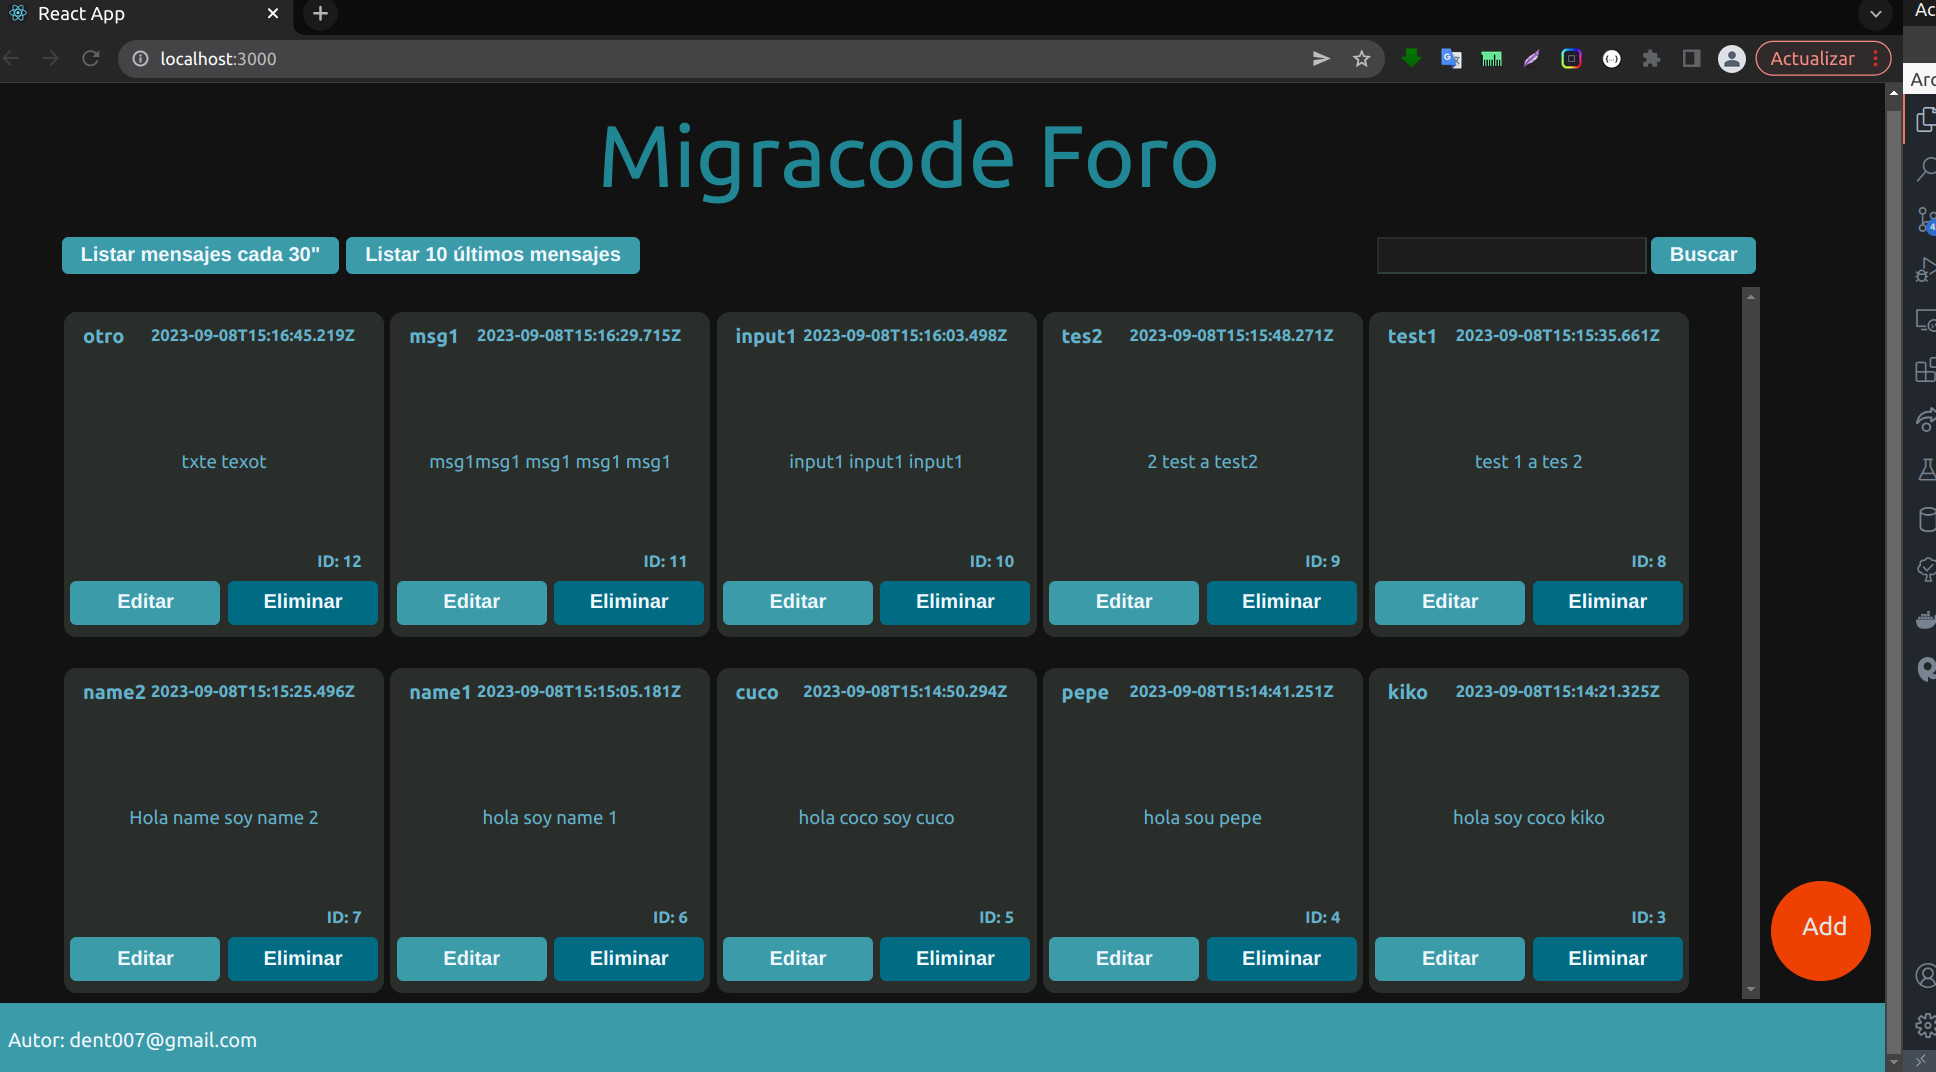 React App
localhost:3000
Actualizar
Migracode Foro
Listar mensajes cada 30" Listar 10 últimos mensajes Buscar
otro 2023-09-08T15:16:45.219Z
txte texot
ID: 12
Editar Eliminar
msg1 2023-09-08T15:16:29.715Z
msg1msg1 msg1 msg1 msg1
ID: 11
Editar Eliminar
input1 2023-09-08T15:16:03.498Z
input1 input1 input1
ID: 10
Editar Eliminar
tes2 2023-09-08T15:15:48.271Z
2 test a test2
ID: 9
Editar Eliminar
test1 2023-09-08T15:15:35.661Z
test 1 a tes 2
ID: 8
Editar Eliminar
name2 2023-09-08T15:15:25.496Z
Hola name soy name 2
ID: 7
Editar Eliminar
name1 2023-09-08T15:15:05.181Z
hola soy name 1
ID: 6
Editar Eliminar
cuco 2023-09-08T15:14:50.294Z
hola coco soy cuco
ID: 5
Editar Eliminar
pepe 2023-09-08T15:14:41.251Z
hola sou pepe
ID: 4
Editar Eliminar
kiko 2023-09-08T15:14:21.325Z
hola soy coco kiko
ID: 3
Editar Eliminar
Add
Autor: dent007@gmail.com